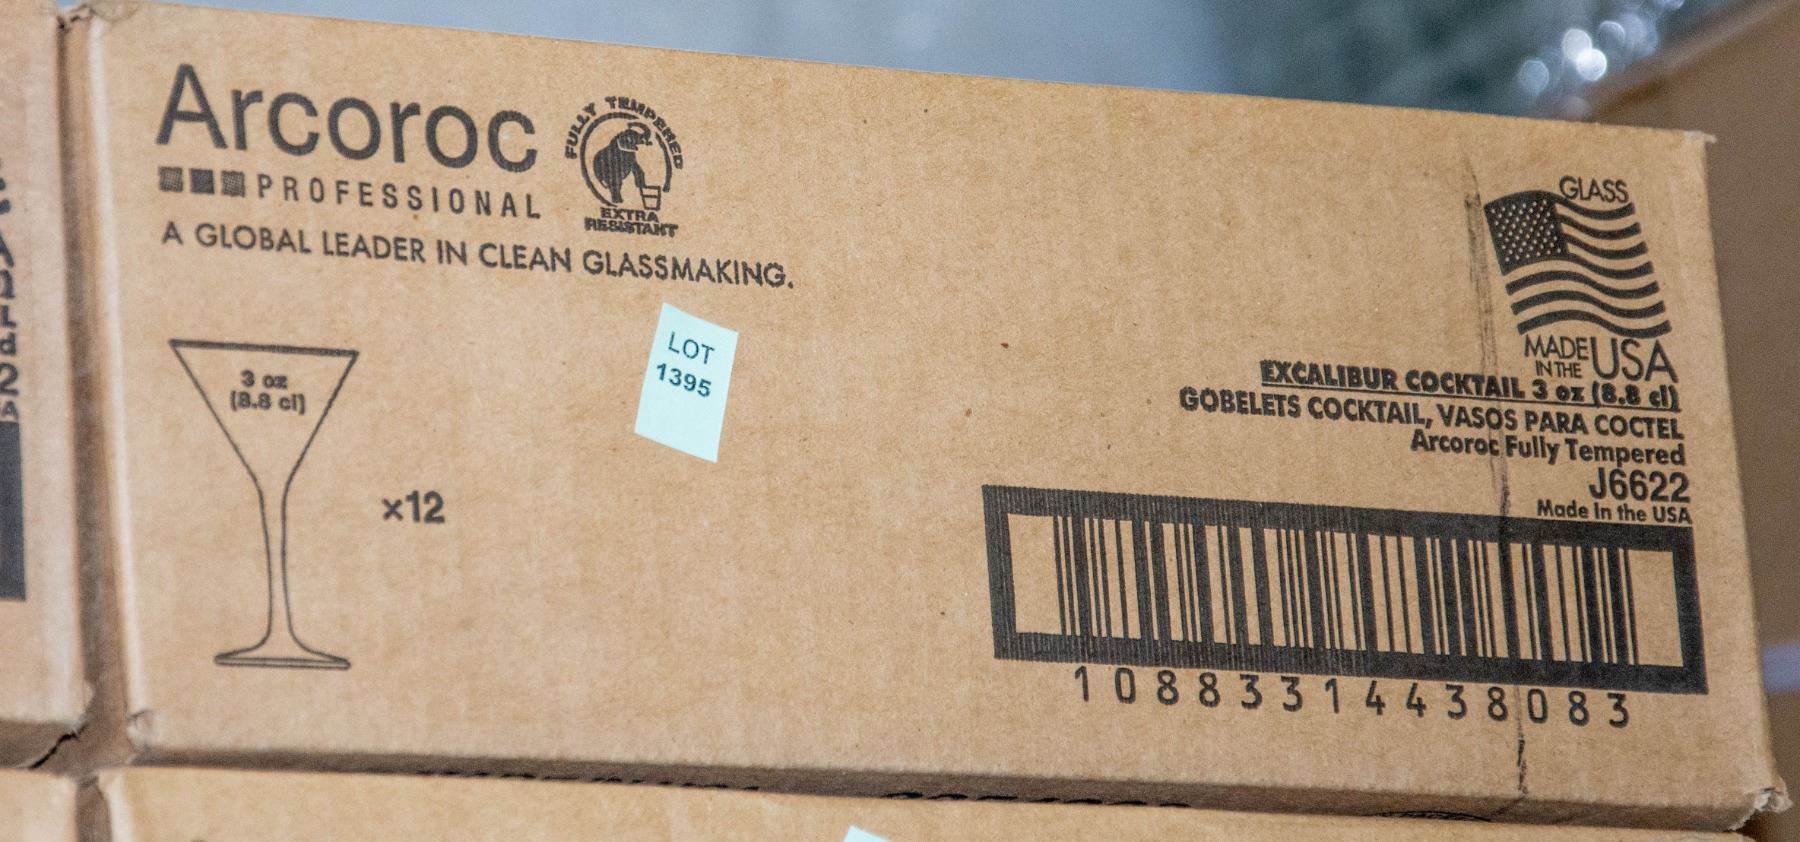 Arcoroc
PROFESSIONAL
FULLY TEMPERED
EXTRA
RESISTANT
A GLOBAL LEADER IN CLEAN GLASSMAKING.
3 oz
(8.8 cl)
x12
LOT
1395
GLASS
MADE
IN THE
USA
EXCALIBUR COCKTAIL 3 oz (8.8 cl)
GOBELETS COCKTAIL, VASOS PARA COCTEL
Arcoroc Fully Tempered
J6622
Made In the USA
10883314438083